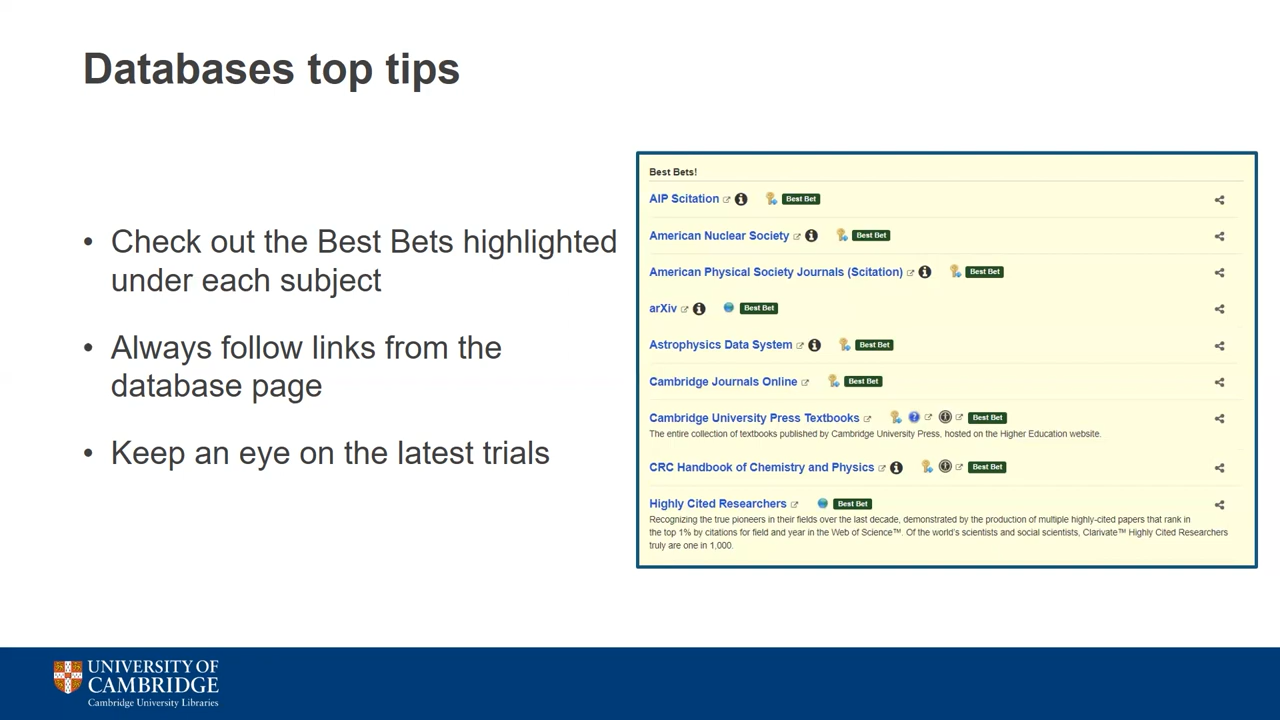 Databases top tips
• Check out the Best Bets highlighted
under each subject
• Always follow links from the
database page
• Keep an eye on the latest trials
Best Bets!
AIP Scitation Best Bet
American Nuclear Society Best Bet
American Physical Society Journals (Scitation) Best Bet
arXiv Best Bet
Astrophysics Data System Best Bet
Cambridge Journals Online Best Bet
Cambridge University Press Textbooks Best Bet
The entire collection of textbooks published by Cambridge University Press, hosted on the Higher Education website.
CRC Handbook of Chemistry and Physics Best Bet
Highly Cited Researchers Best Bet
Recognizing the true pioneers in their fields over the last decade, demonstrated by the production of multiple highly-cited papers that rank in
the top 1% by citations for field and year in the Web of Science™. Of the world's scientists and social scientists, Clarivate™ Highly Cited Researchers
truly are one in 1,000.
UNIVERSITY OF
CAMBRIDGE
Cambridge University Libraries